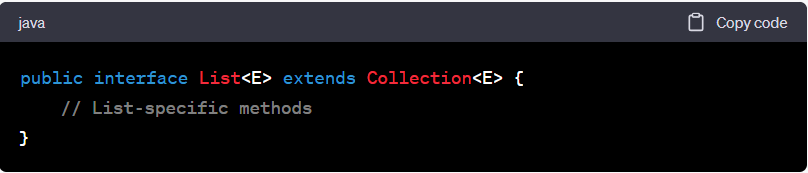 java
Copy code
public interface List<E> extends Collection<E> {
    // List-specific methods
}